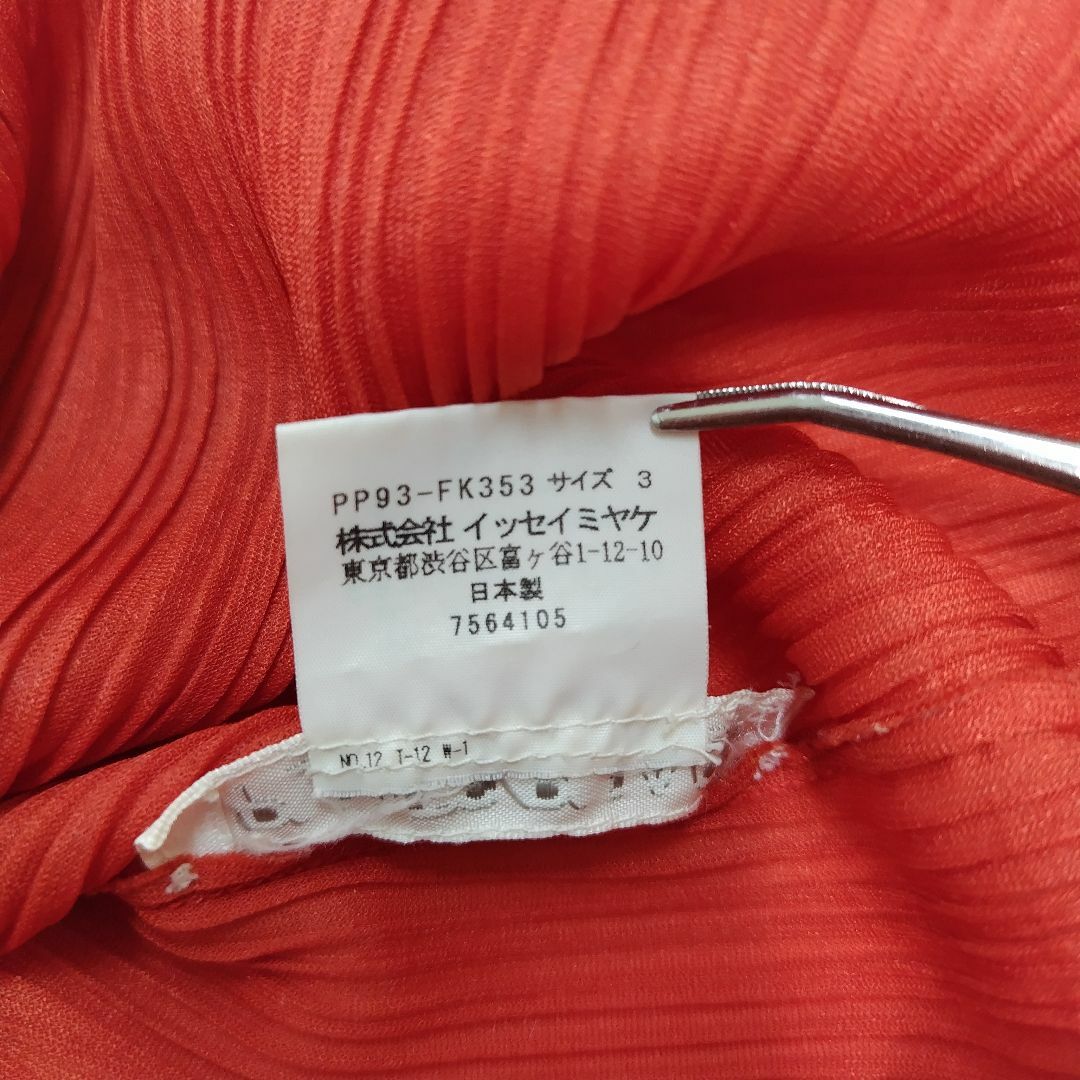 PP93-FK353 サイズ 3
株式会社 イッセイミヤケ
東京都渋谷区富ヶ谷1-12-10
日本製
7564105
NO.12 T-12 W-1